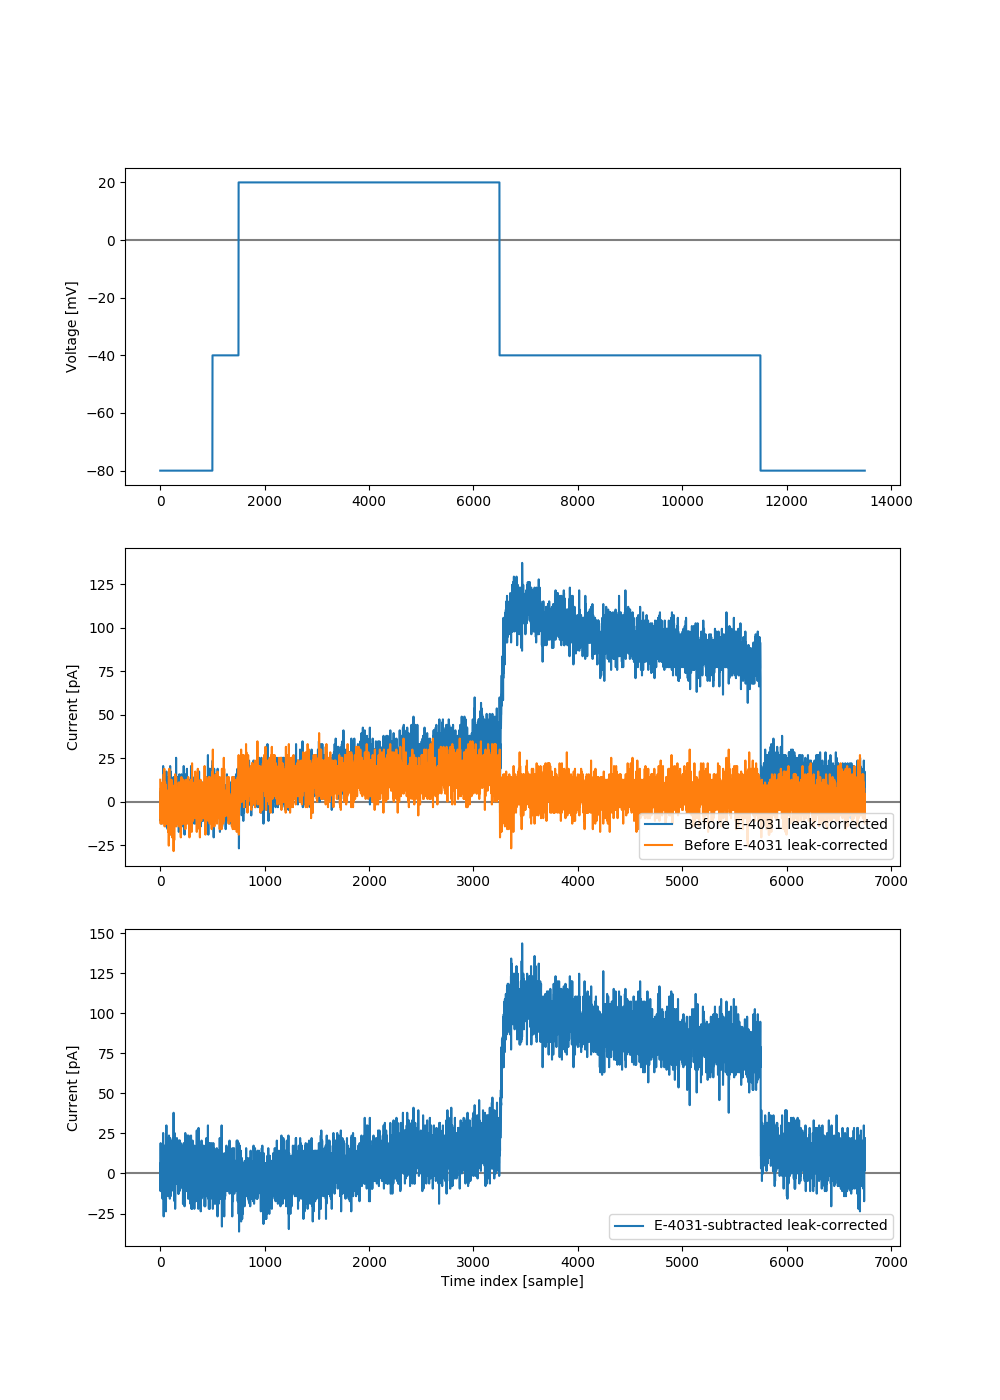 20
0
−20
−40
−60
−80
Voltage [mV]
0 2000 4000 6000 8000 10000 12000 14000
125
100
75
50
25
0
−25
Current [pA]
Before E-4031 leak-corrected
Before E-4031 leak-corrected
0 1000 2000 3000 4000 5000 6000 7000
150
125
100
75
50
25
0
−25
Current [pA]
E-4031-subtracted leak-corrected
0 1000 2000 3000 4000 5000 6000 7000
Time index [sample]